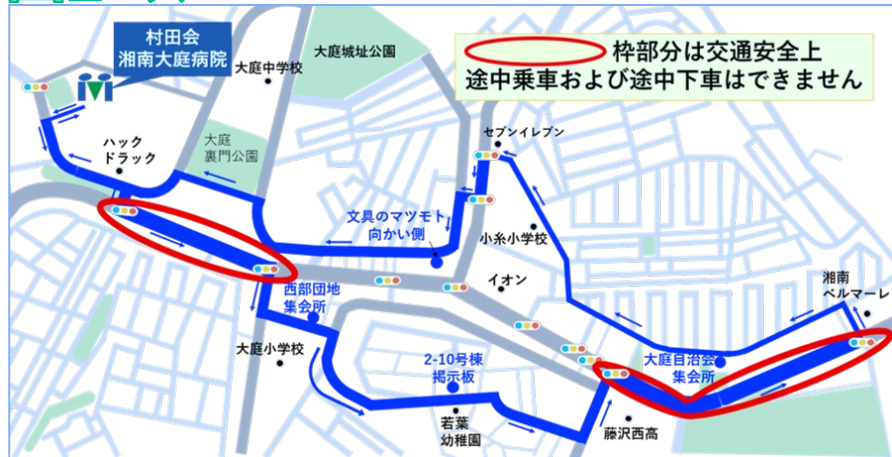 村田会
湘南大庭病院
大庭中学校
大庭城址公園
枠部分は交通安全上
途中乗車および途中下車はできません
ハック
ドラック
大庭
裏門公園
セブンイレブン
文具のマツモト
向かい側
小糸小学校
イオン
湘南
ベルマーレ
西部団地
集会所
大庭小学校
2-10号棟
掲示板
大庭自治会
集会所
若葉
幼稚園
藤沢西高